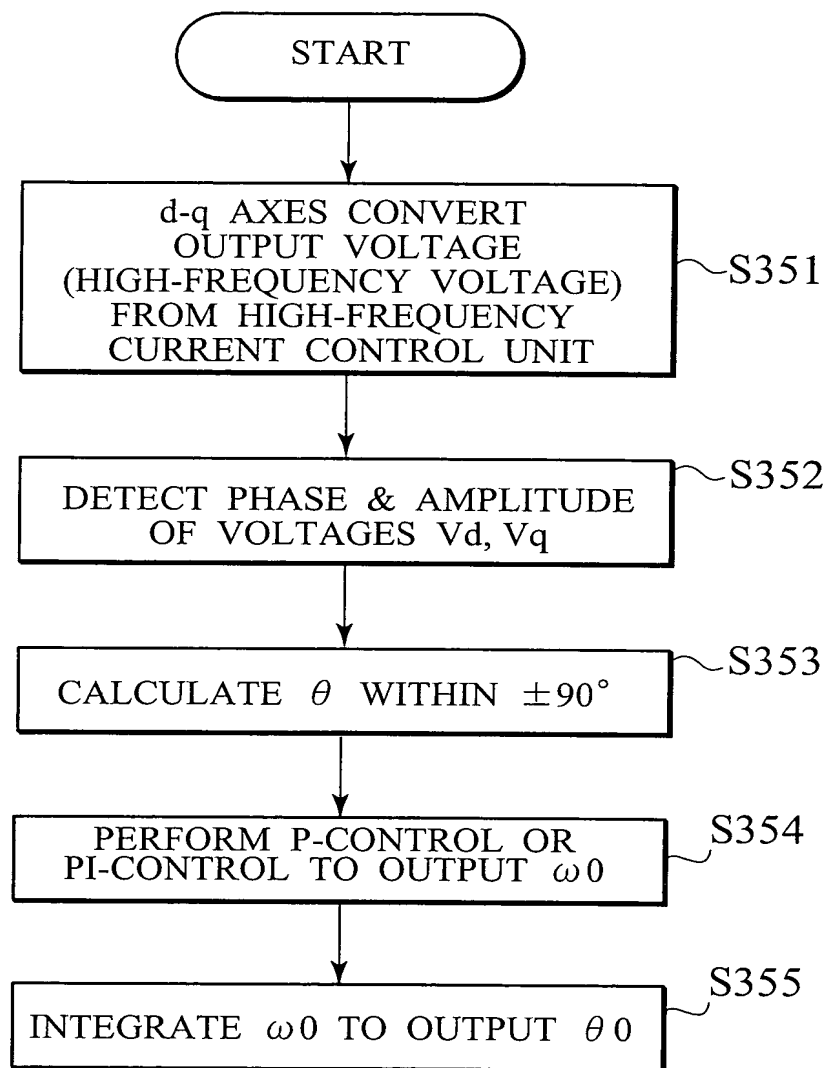 START
d-q AXES CONVERT
OUTPUT VOLTAGE
(HIGH-FREQUENCY VOLTAGE)
FROM HIGH-FREQUENCY
CURRENT CONTROL UNIT
S351
DETECT PHASE & AMPLITUDE
OF VOLTAGES Vd, Vq
S352
CALCULATE θ WITHIN ±90°
S353
PERFORM P-CONTROL OR
PI-CONTROL TO OUTPUT ω0
S354
INTEGRATE ω0 TO OUTPUT θ0
S355